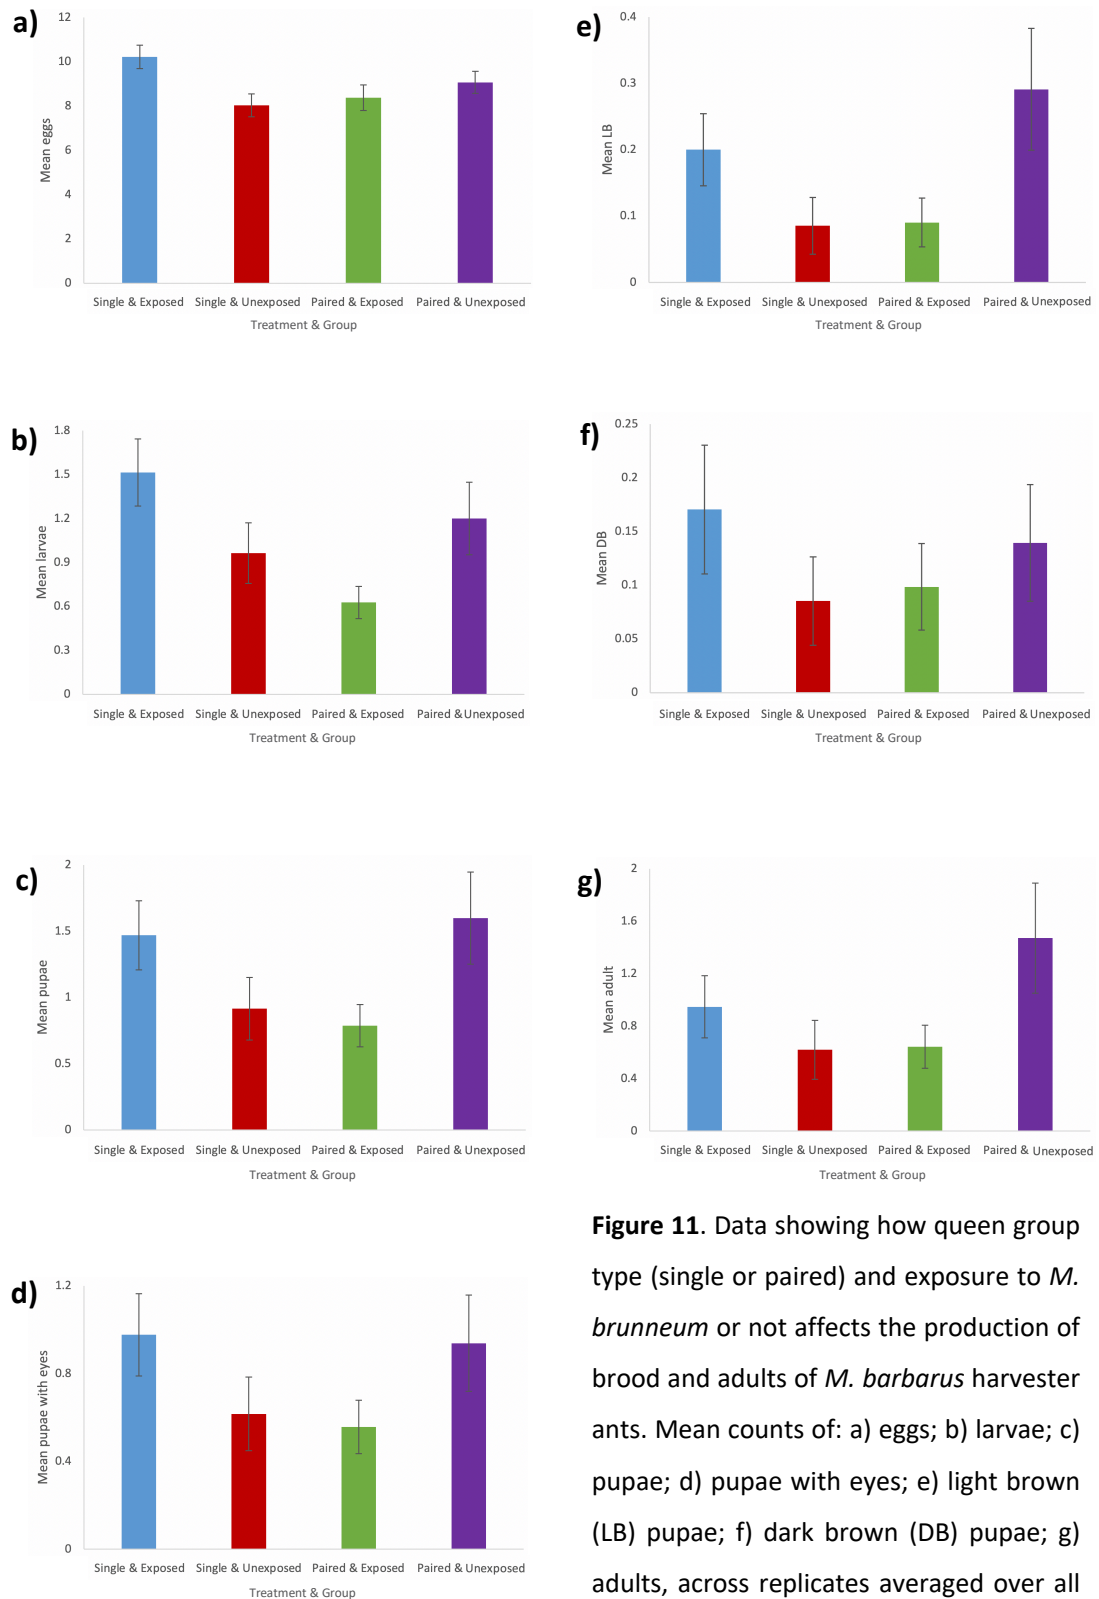 a)
12
10
8
6
4
2
0
Mean eggs
Single & Exposed Single & Unexposed Paired & Exposed Paired & Unexposed
Treatment & Group
b)
1.8
1.5
1.2
0.9
0.6
0.3
0
Mean larvae
Single & Exposed Single & Unexposed Paired & Exposed Paired & Unexposed
Treatment & Group
c)
2
1.5
1
0.5
0
Mean pupae
Single & Exposed Single & Unexposed Paired & Exposed Paired & Unexposed
Treatment & Group
d)
1.2
0.8
0.4
0
Mean pupae with eyes
Single & Exposed Single & Unexposed Paired & Exposed Paired & Unexposed
Treatment & Group
e)
0.4
0.3
0.2
0.1
0
Mean LB
Single & Exposed Single & Unexposed Paired & Exposed Paired & Unexposed
Treatment & Group
f)
0.25
0.2
0.15
0.1
0.05
0
Mean DB
Single & Exposed Single & Unexposed Paired & Exposed Paired & Unexposed
Treatment & Group
g)
2
1.6
1.2
0.8
0.4
0
Mean adult
Single & Exposed Single & Unexposed Paired & Exposed Paired & Unexposed
Treatment & Group
Figure 11. Data showing how queen group
type (single or paired) and exposure to M.
brunneum or not affects the production of
brood and adults of M. barbarus harvester
ants. Mean counts of: a) eggs; b) larvae; c)
pupae; d) pupae with eyes; e) light brown
(LB) pupae; f) dark brown (DB) pupae; g)
adults, across replicates averaged over all